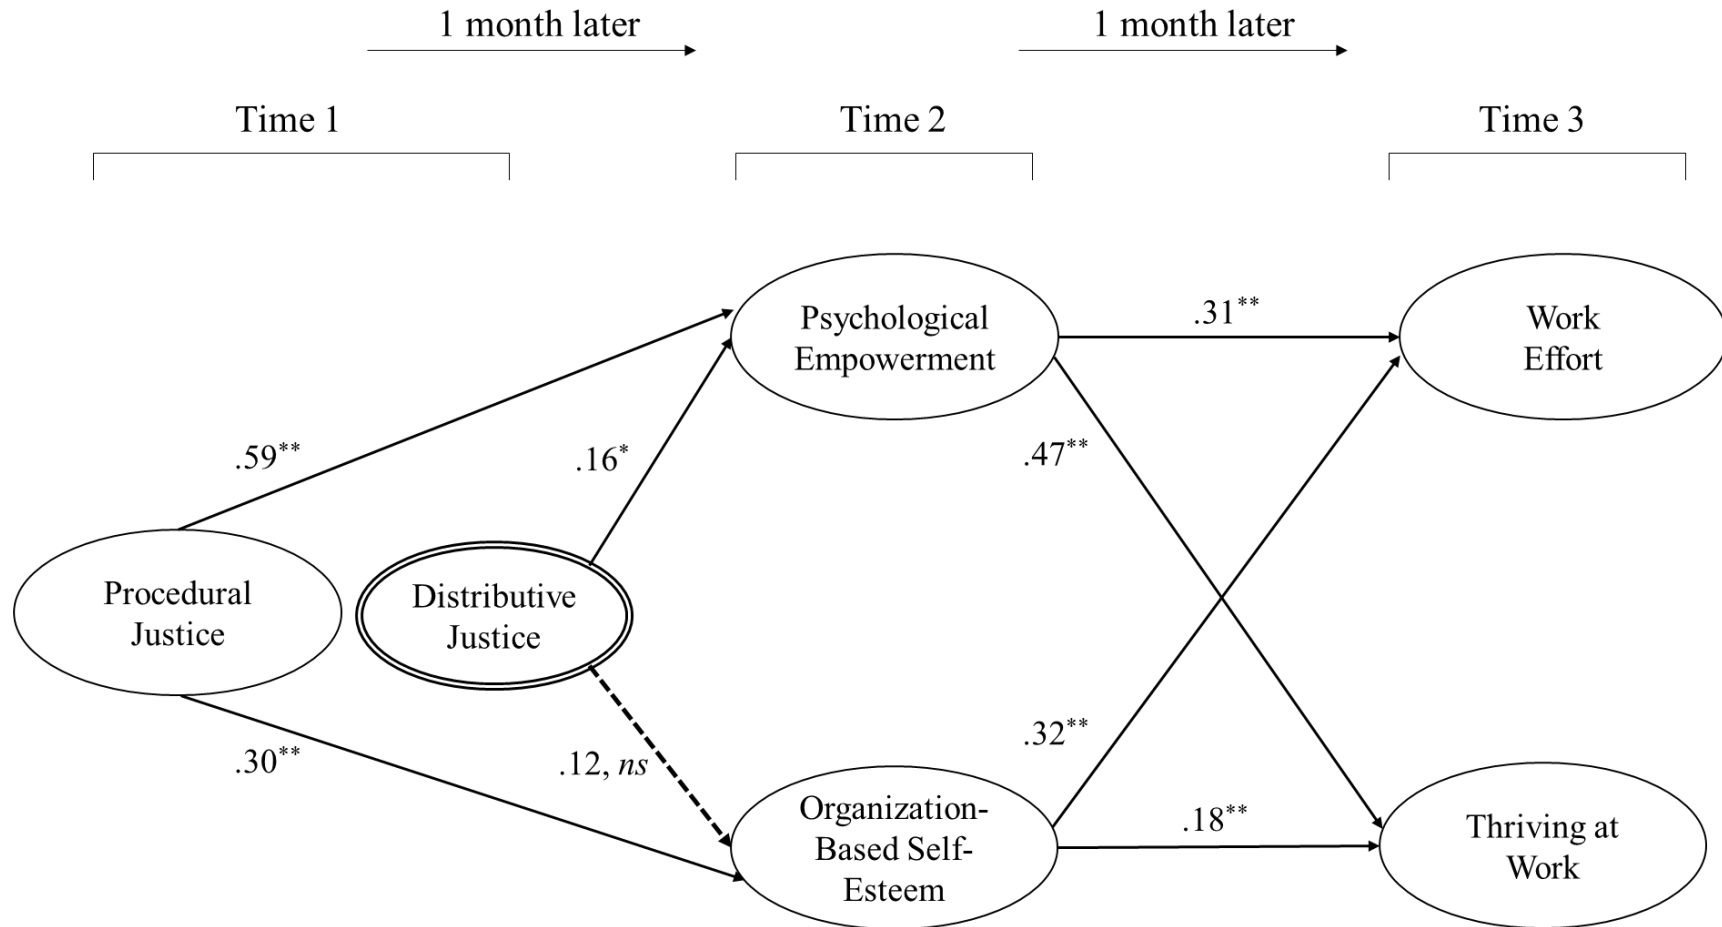 1 month later
1 month later
Time 1
Time 2
Time 3
Psychological
Empowerment
.31**
Work
Effort
.59**
.16*
.47**
Procedural
Justice
Distributive
Justice
.30**
.12, ns
.32**
Organization-
Based Self-
Esteem
.18**
Thriving at
Work